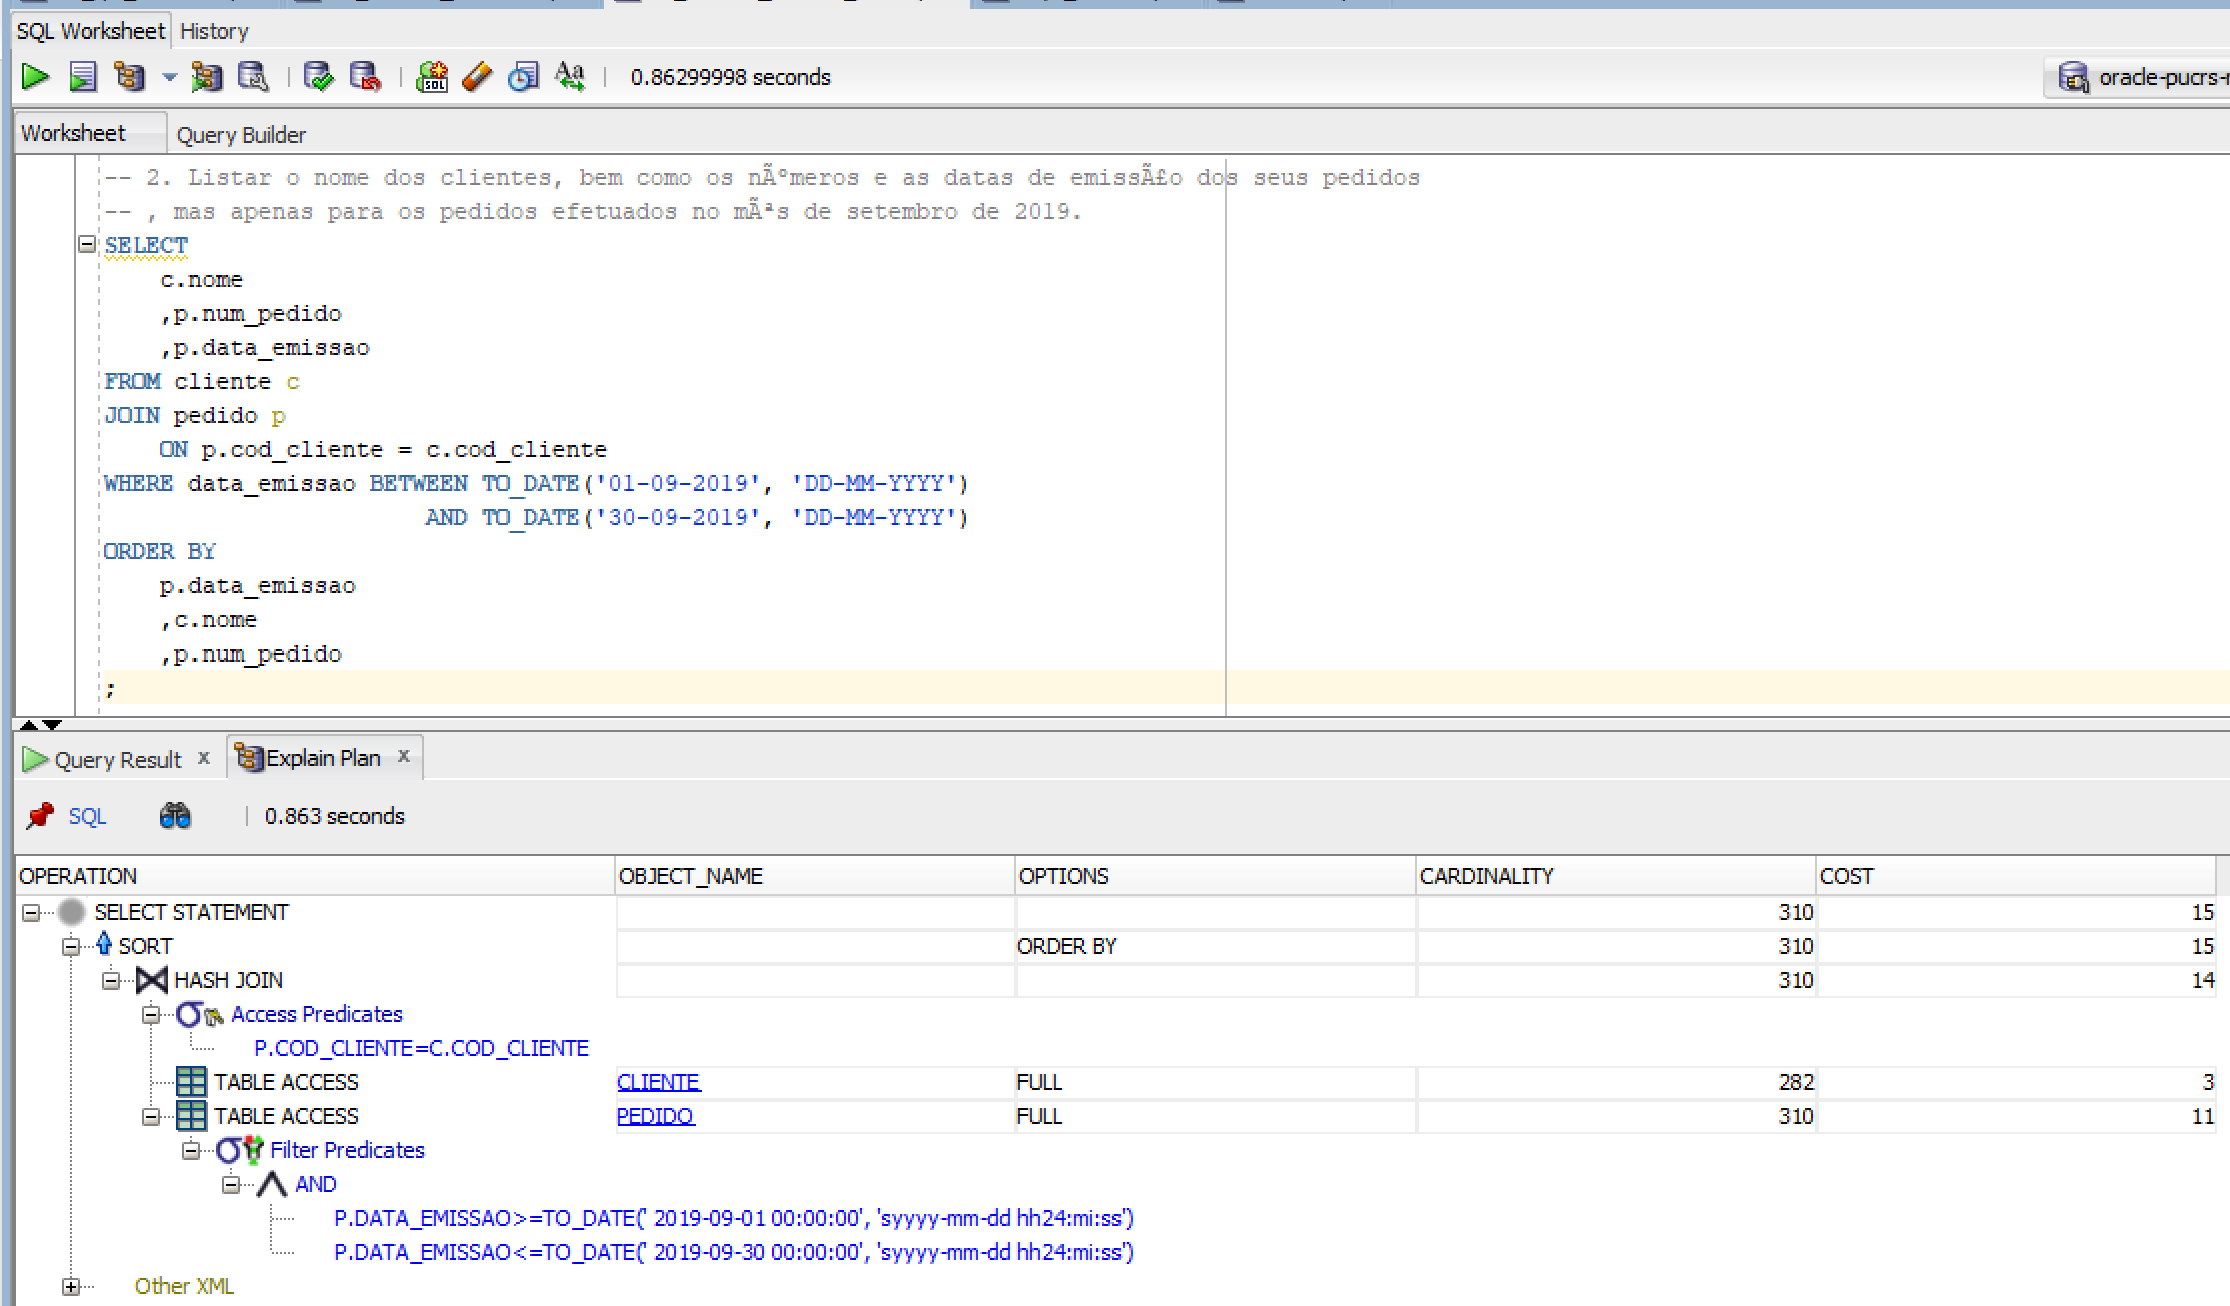 SQL Worksheet History
0.86299998 seconds
oracle-pucrs-
Worksheet Query Builder
-- 2. Listar o nome dos clientes, bem como os nÃºmeros e as datas de emissÃ£o dos seus pedidos
-- , mas apenas para os pedidos efetuados no mÃªs de setembro de 2019.
SELECT
c.nome
,p.num_pedido
,p.data_emissao
FROM cliente c
JOIN pedido p
ON p.cod_cliente = c.cod_cliente
WHERE data_emissao BETWEEN TO_DATE('01-09-2019', 'DD-MM-YYYY')
AND TO_DATE('30-09-2019', 'DD-MM-YYYY')
ORDER BY
p.data_emissao
,c.nome
,p.num_pedido
;
Query Result x Explain Plan x
SQL 0.863 seconds
OPERATION OBJECT_NAME OPTIONS CARDINALITY COST
SELECT STATEMENT 310 15
SORT ORDER BY 310 15
HASH JOIN 310 14
Access Predicates
P.COD_CLIENTE=C.COD_CLIENTE
TABLE ACCESS CLIENTE FULL 282 3
TABLE ACCESS PEDIDO FULL 310 11
Filter Predicates
AND
P.DATA_EMISSAO>=TO_DATE(' 2019-09-01 00:00:00', 'syyyy-mm-dd hh24:mi:ss')
P.DATA_EMISSAO<=TO_DATE(' 2019-09-30 00:00:00', 'syyyy-mm-dd hh24:mi:ss')
Other XML